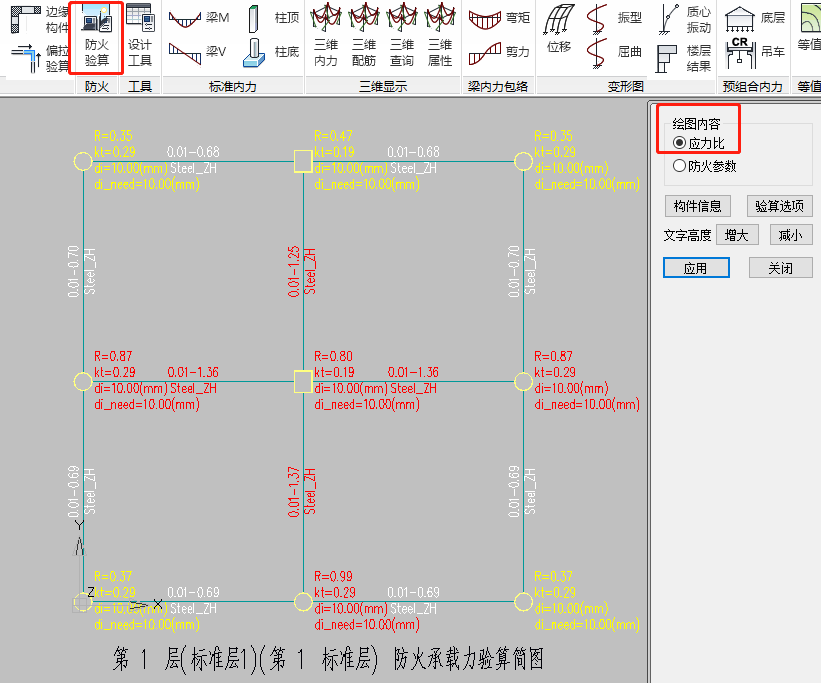 边缘
构件
偏拉
验算
防火
验算
设计
工具
梁M
梁V
柱顶
柱底
三维
内力
三维
配筋
三维
查询
三维
属性
弯矩
剪力
位移
振型
屈曲
质心
振动
楼层
结果
底层
CR
吊车
等值
防火
工具
标准内力
三维显示
梁内力包络
变形图
预组合内力
等值
R=0.35
kt=0.29
di=10.00(mm)
di_need=10.00(mm)
0.01-0.68
Steel_ZH
R=0.47
kt=0.19
di=10.00(mm)
di_need=10.00(mm)
0.01-0.68
Steel_ZH
R=0.35
kt=0.29
di=10.00(mm)
di_need=10.00(mm)
0.01-0.70
Steel_ZH
0.01-1.25
Steel_ZH
0.01-0.70
Steel_ZH
R=0.87
kt=0.29
di=10.00(mm)
di_need=10.00(mm)
0.01-1.36
Steel_ZH
R=0.80
kt=0.19
di=10.00(mm)
di_need=10.00(mm)
0.01-1.36
Steel_ZH
R=0.87
kt=0.29
di=10.00(mm)
di_need=10.00(mm)
0.01-0.69
Steel_ZH
0.01-1.37
Steel_ZH
0.01-0.69
Steel_ZH
Y
Z
X
R=0.37
kt=0.29
di=10.00(mm)
di_need=10.00(mm)
0.01-0.69
Steel_ZH
R=0.99
kt=0.29
di=10.00(mm)
di_need=10.00(mm)
0.01-0.69
Steel_ZH
R=0.37
kt=0.29
di=10.00(mm)
di_need=10.00(mm)
第 1 层(标准层1)(第 1 标准层) 防火承载力验算简图
绘图内容
应力比
防火参数
构件信息 验算选项
文字高度 增大 减小
应用 关闭